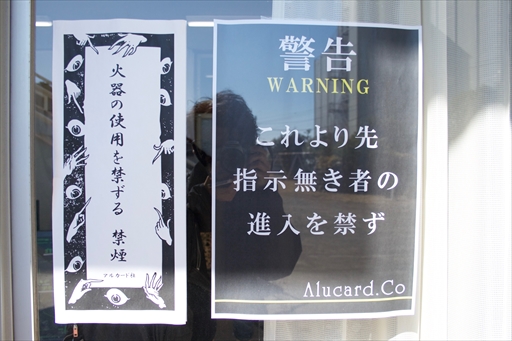 火器の使用を禁ずる 禁煙
アルカード社
警告
WARNING
これより先
指示無き者の
進入を禁ず
Alucard.Co